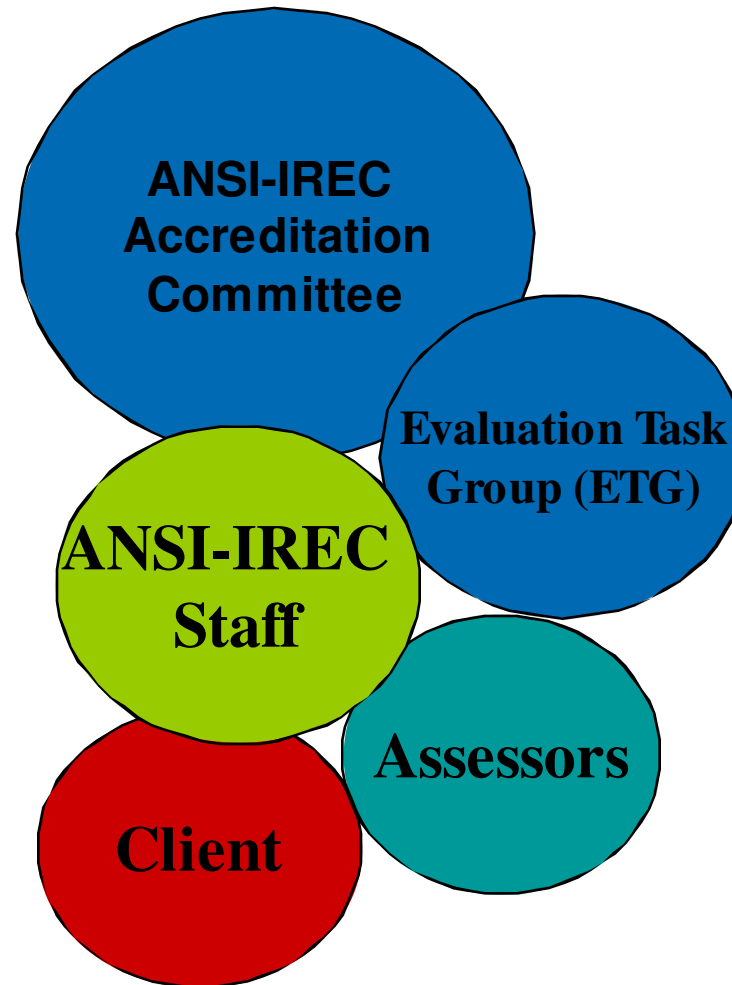 ANSI-IREC
Accreditation
Committee
Evaluation Task
Group (ETG)
ANSI-IREC
Staff
Assessors
Client